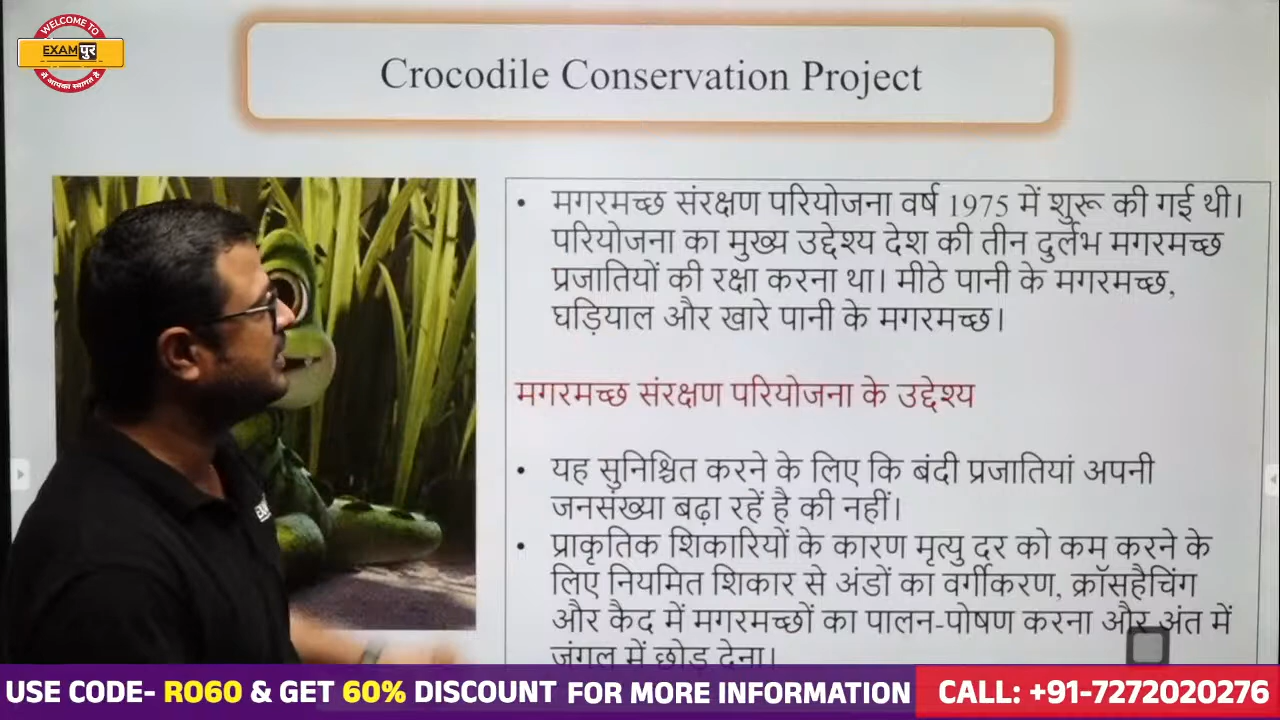 WELCOME TO
EXAMपुर
में आपका स्वागत है
Crocodile Conservation Project
• मगरमच्छ संरक्षण परियोजना वर्ष 1975 में शुरू की गई थी।
परियोजना का मुख्य उद्देश्य देश की तीन दुर्लभ मगरमच्छ
प्रजातियों की रक्षा करना था। मीठे पानी के मगरमच्छ,
घड़ियाल और खारे पानी के मगरमच्छ।
मगरमच्छ संरक्षण परियोजना के उद्देश्य
• यह सुनिश्चित करने के लिए कि बंदी प्रजातियां अपनी
जनसंख्या बढ़ा रहें है की नहीं।
• प्राकृतिक शिकारियों के कारण मृत्यु दर को कम करने के
लिए नियमित शिकार से अंडों का वर्गीकरण, क्रॉसहैचिंग
और कैद में मगरमच्छों का पालन-पोषण करना और अंत में
जंगल में छोड़ देना।
USE CODE- RO60 & GET 60% DISCOUNT FOR MORE INFORMATION CALL: +91-7272020276